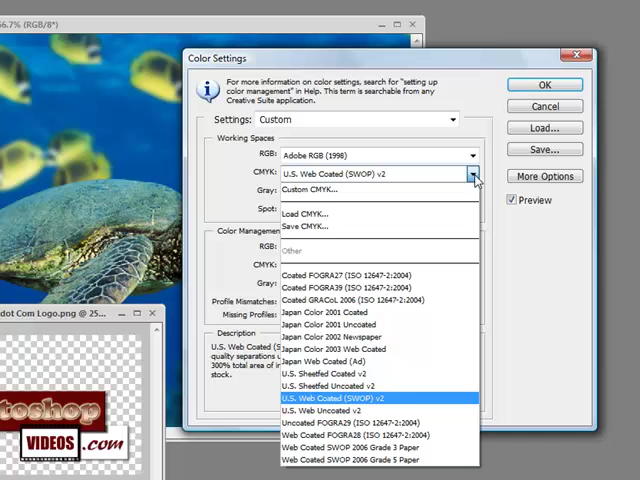 66.7% (RGB/8*)
Color Settings
For more information on color settings, search for "setting up
color management" in Help. This term is searchable from any
Creative Suite application.
Settings: Custom
Working Spaces
RGB: Adobe RGB (1998)
CMYK: U.S. Web Coated (SWOP) v2
Gray:
Spot:
Custom CMYK...
Load CMYK...
Save CMYK...
Other
Coated FOGRA27 (ISO 12647-2:2004)
Coated FOGRA39 (ISO 12647-2:2004)
Coated GRACoL 2006 (ISO 12647-2:2004)
Japan Color 2001 Coated
Japan Color 2001 Uncoated
Japan Color 2002 Newspaper
Japan Color 2003 Web Coated
Japan Web Coated (Ad)
U.S. Sheetfed Coated v2
U.S. Sheetfed Uncoated v2
U.S. Web Coated (SWOP) v2
U.S. Web Uncoated v2
Uncoated FOGRA29 (ISO 12647-2:2004)
Web Coated FOGRA28 (ISO 12647-2:2004)
Web Coated SWOP 2006 Grade 3 Paper
Web Coated SWOP 2006 Grade 5 Paper
Color Management
RGB:
CMYK:
Gray:
Profile Mismatches:
Missing Profiles:
Description
U.S. Web Coated (S
quality separations u
300% total area of in
stock.
OK
Cancel
Load...
Save...
More Options
Preview
dot Com Logo.png @ 25...
toshop
VIDEOS.com